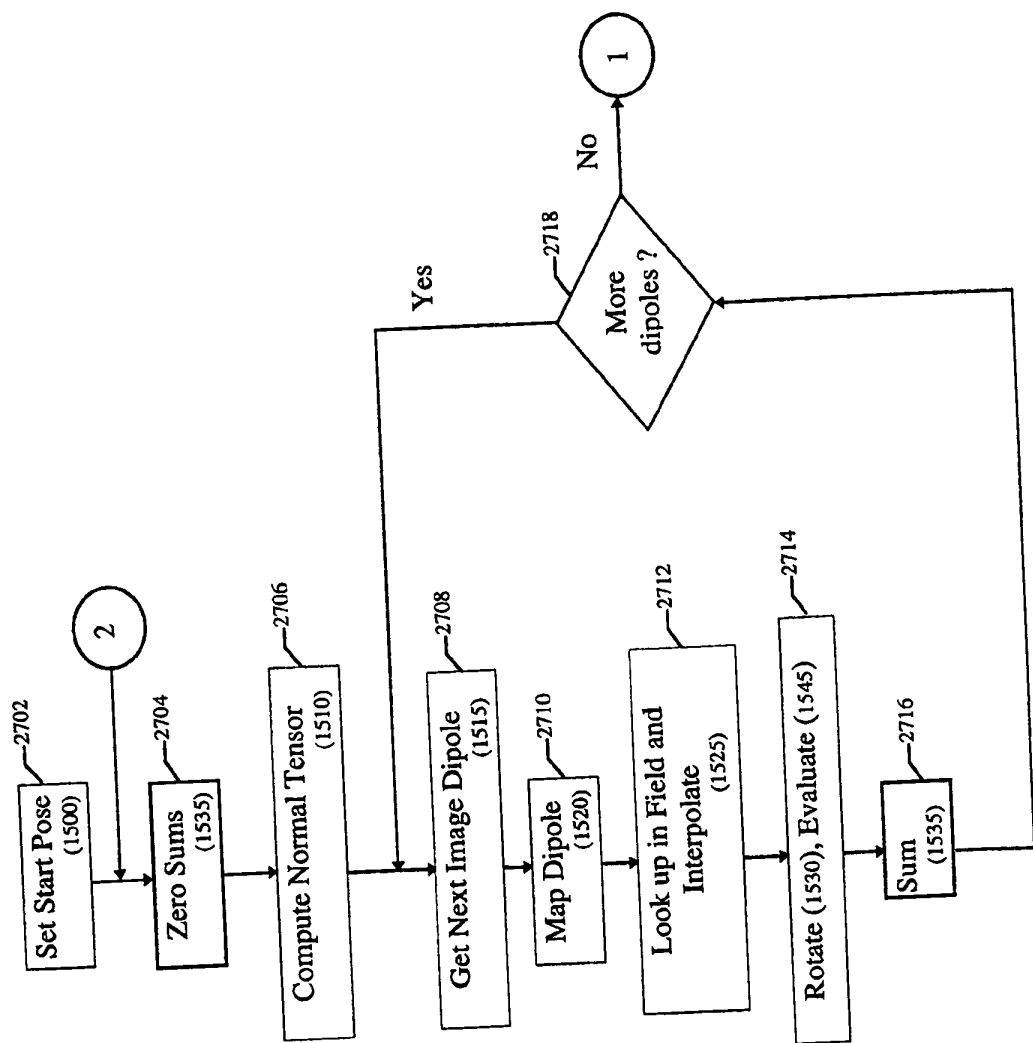 2702
Set Start Pose
(1500)
2
2704
Zero Sums
(1535)
2706
Compute Normal Tensor
(1510)
2708
Get Next Image Dipole
(1515)
2710
Map Dipole
(1520)
2712
Look up in Field and
Interpolate
(1525)
2714
Rotate (1530), Evaluate (1545)
2716
Sum
(1535)
Yes
2718
More
dipoles ?
No
1